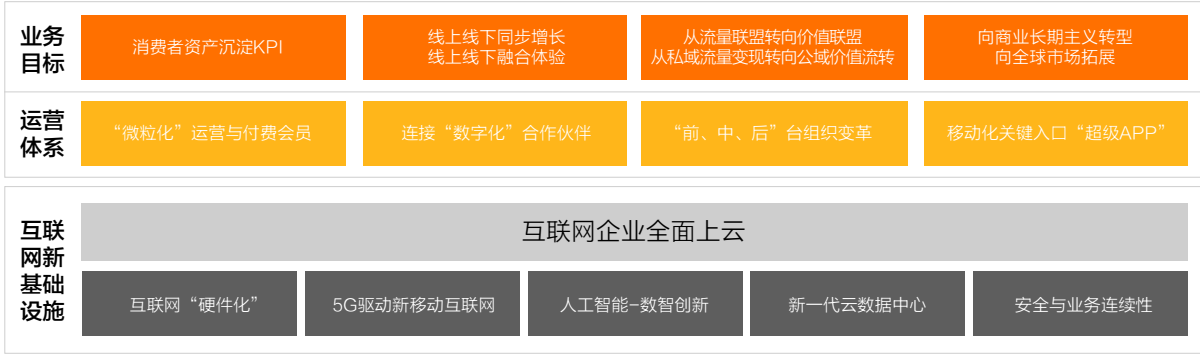 业务
目标
消费者资产沉淀KPI
线上线下同步增长
线上线下融合体验
从流量联盟转向价值联盟
从私域流量变现转向公域价值流转
向商业长期主义转型
向全球市场拓展
运营
体系
“微粒化”运营与付费会员
连接“数字化”合作伙伴
“前、中、后”台组织变革
移动化关键入口“超级APP”
互联
网新
基础
设施
互联网企业全面上云
互联网“硬件化”
5G驱动新移动互联网
人工智能-数智创新
新一代云数据中心
安全与业务连续性